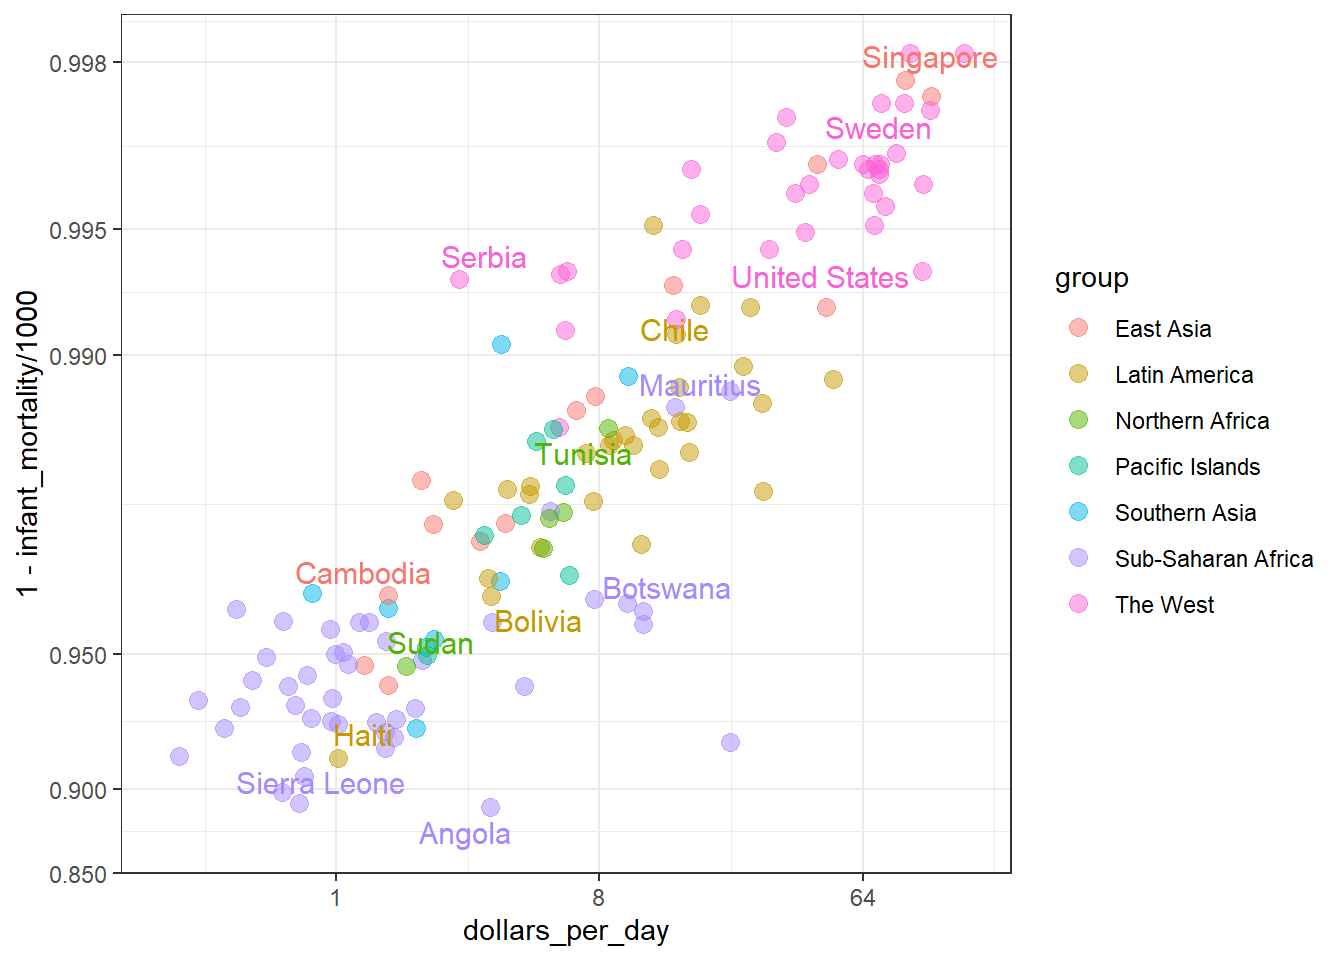 0.998
0.995
0.990
0.950
0.900
0.850
1 - infant_mortality/1000
Singapore
Sweden
Serbia
United States
Chile
Mauritius
Tunisia
Cambodia
Botswana
Bolivia
Sudan
Haiti
Sierra Leone
Angola
1 8 64
dollars_per_day
group
East Asia
Latin America
Northern Africa
Pacific Islands
Southern Asia
Sub-Saharan Africa
The West